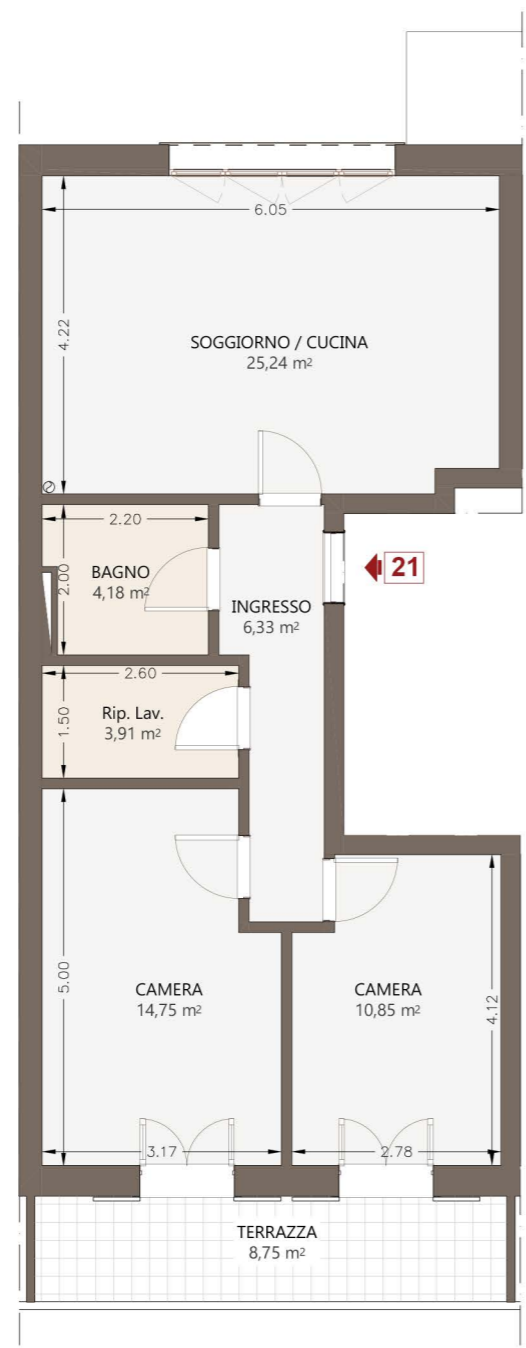 6.05
4.22
SOGGIORNO / CUCINA
25,24 m²
2.20
2.00
BAGNO
4,18 m²
21
INGRESSO
6,33 m²
2.60
1.50
Rip. Lav.
3,91 m²
5.00
CAMERA
14,75 m²
CAMERA
10,85 m²
4.12
3.17
2.78
TERRAZZA
8,75 m²